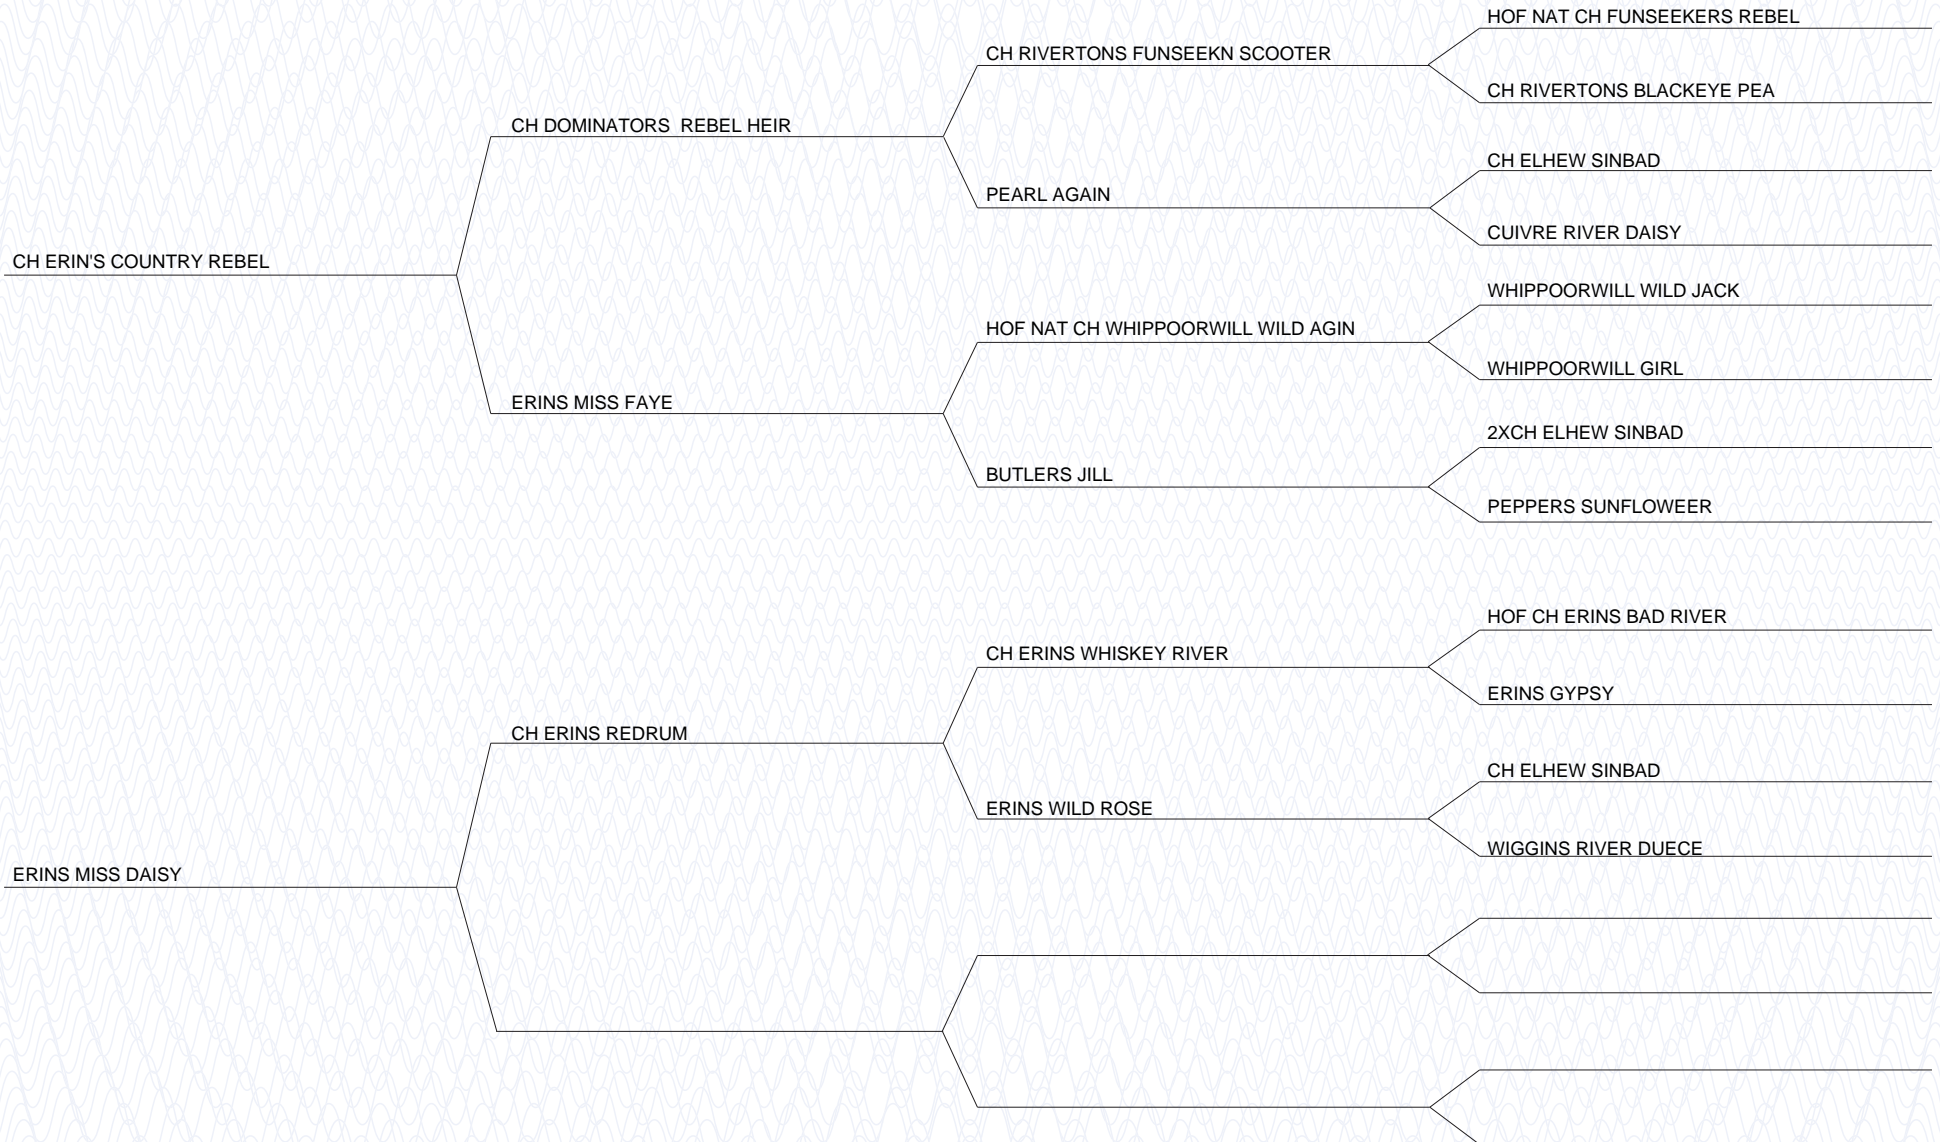 HOF NAT CH FUNSEEKERS REBEL
CH RIVERTONS FUNSEEKN SCOOTER
CH RIVERTONS BLACKEYE PEA
CH DOMINATORS  REBEL HEIR
CH ELHEW SINBAD
PEARL AGAIN
CUIVRE RIVER DAISY
CH ERIN'S COUNTRY REBEL
WHIPPOORWILL WILD JACK
HOF NAT CH WHIPPOORWILL WILD AGIN
WHIPPOORWILL GIRL
ERINS MISS FAYE
2XCH ELHEW SINBAD
BUTLERS JILL
PEPPERS SUNFLOWEER
HOF CH ERINS BAD RIVER
CH ERINS WHISKEY RIVER
ERINS GYPSY
CH ERINS REDRUM
CH ELHEW SINBAD
ERINS WILD ROSE
WIGGINS RIVER DUECE
ERINS MISS DAISY